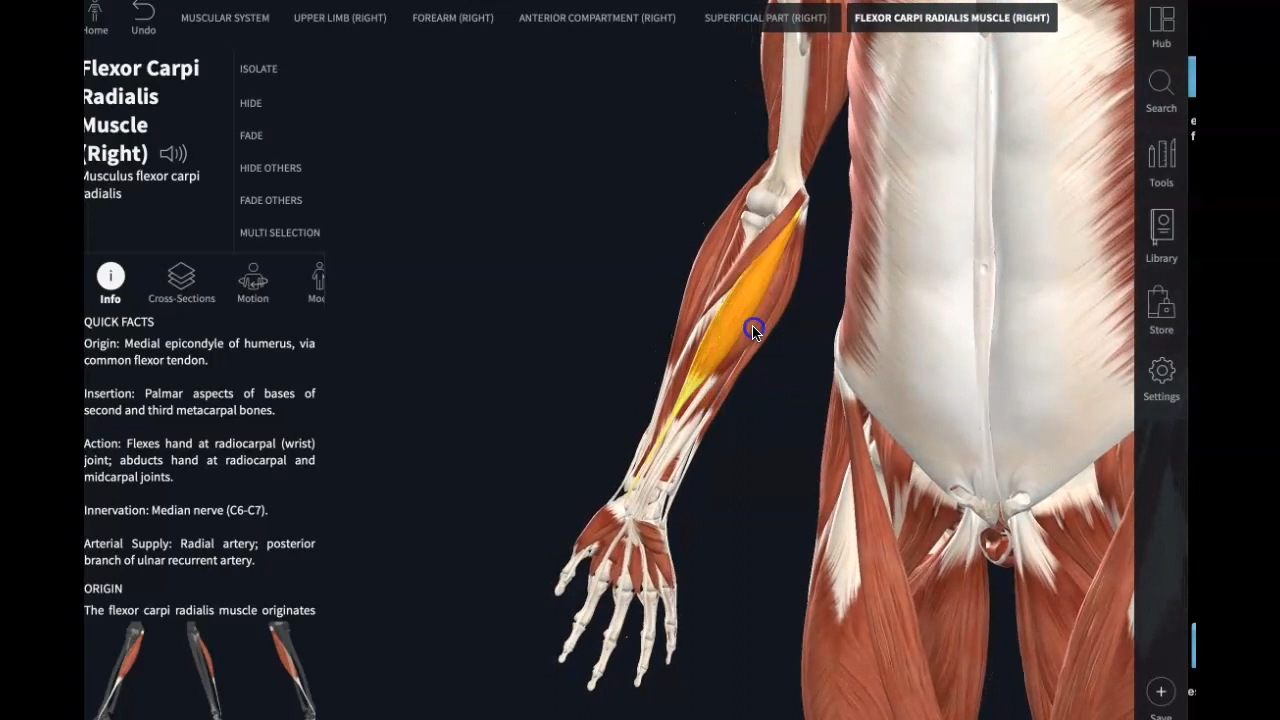 Home
Undo
MUSCULAR SYSTEM
UPPER LIMB (RIGHT)
FOREARM (RIGHT)
ANTERIOR COMPARTMENT (RIGHT)
SUPERFICIAL PART (RIGHT)
FLEXOR CARPI RADIALIS MUSCLE (RIGHT)
Flexor Carpi
Radialis
Muscle
(Right)
Musculus flexor carpi
radialis
ISOLATE
HIDE
FADE
HIDE OTHERS
FADE OTHERS
MULTI SELECTION
i
Info
Cross-Sections
Motion
QUICK FACTS
Origin: Medial epicondyle of humerus, via
common flexor tendon.
Insertion: Palmar aspects of bases of
second and third metacarpal bones.
Action: Flexes hand at radiocarpal (wrist)
joint; abducts hand at radiocarpal and
midcarpal joints.
Innervation: Median nerve (C6-C7).
Arterial Supply: Radial artery; posterior
branch of ulnar recurrent artery.
ORIGIN
The flexor carpi radialis muscle originates
Hub
Search
Tools
Library
Store
Settings
Save